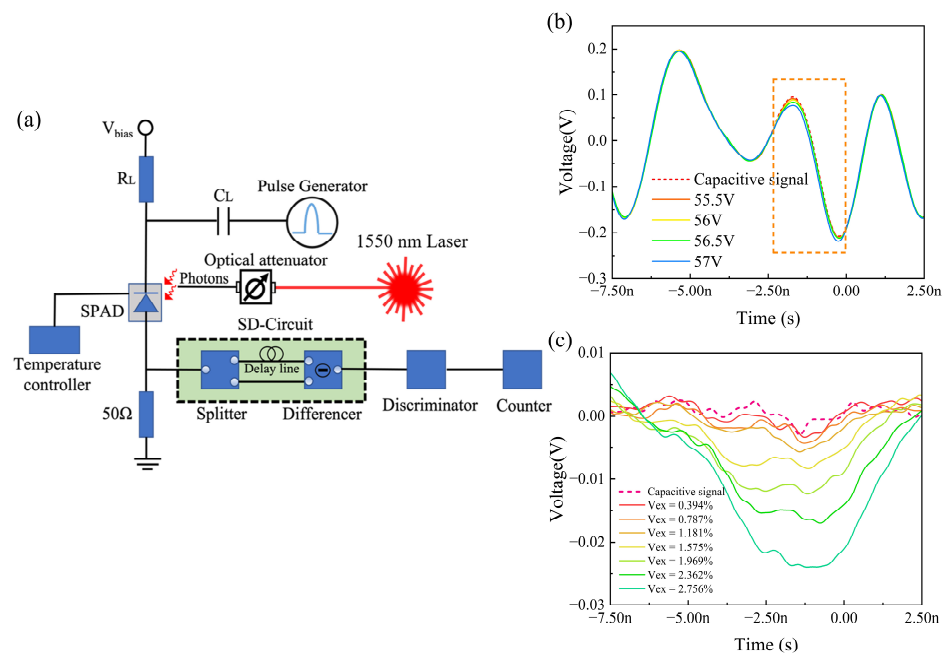 (a)
V_bias
R_L
C_L
Pulse Generator
1550 nm Laser
Optical attenuator
Photons
SPAD
SD-Circuit
Delay line
Temperature
controller
Splitter
Differencer
Discriminator
Counter
50Ω
(b)
Voltage(V)
0.2
0.1
0.0
−0.1
−0.2
−0.3
Capacitive signal
55.5V
56V
56.5V
57V
−7.50n
−5.00n
−2.50n
0.00
2.50n
Time (s)
(c)
Voltage(V)
0.01
0.00
−0.01
−0.02
−0.03
Capacitive signal
Vex = 0.394%
Vex = 0.787%
Vex = 1.181%
Vex = 1.575%
Vex − 1.969%
Vex = 2.362%
Vex − 2.756%
−7.50n
−5.00n
−2.50n
0.00
2.50n
Time (s)